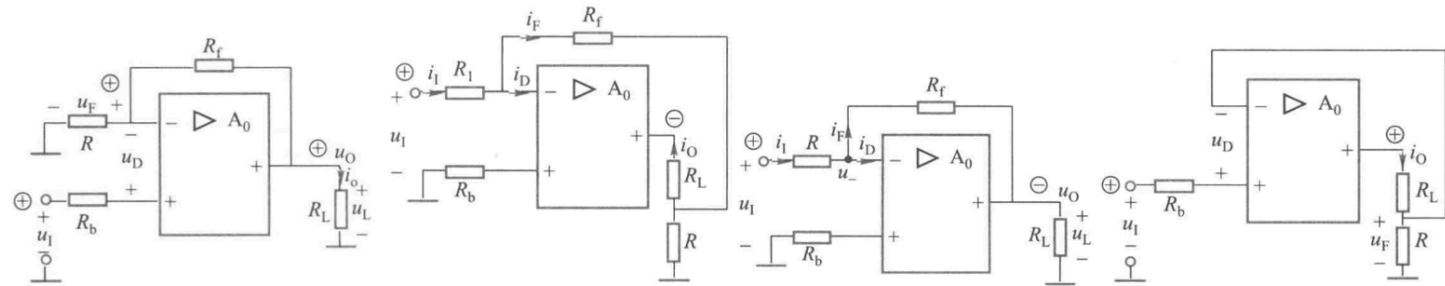 R_f
⊕
− u_F +
R
− ▷ A_0
−
u_D
+
+
⊕ u_O
i_o
+
R_L u_L
−
⊕
R_b
+
u_I
−
+
i_F R_f
⊕ i_I R_1 i_D
+
− ▷ A_0
u_I
+
⊖
i_O
R_L
−
R_b
+
R
R_f
i_F
⊕ i_I R i_D
+
u_−
− ▷ A_0
u_I
+
⊖ u_O
+
R_L u_L
−
−
R_b
+
− ▷ A_0
−
u_D
+
+
⊕
i_O
R_L
⊕
R_b
+
+
u_I
−
+
u_F R
−